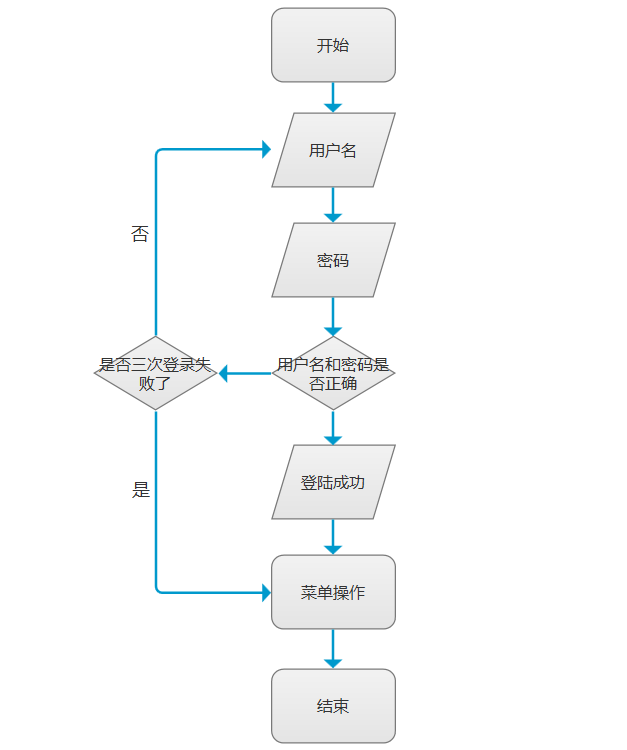 开始
用户名
否
密码
是否三次登录失
败了
用户名和密码是
否正确
登陆成功
是
菜单操作
结束